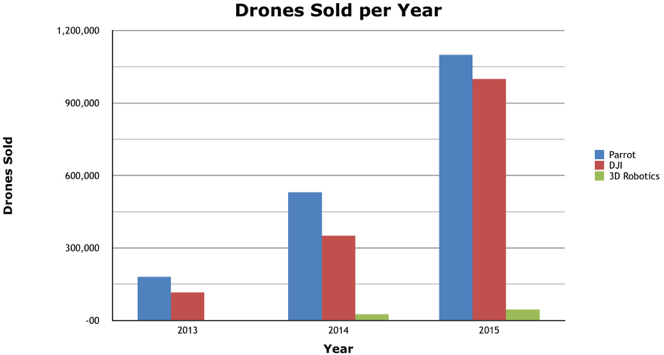 Drones Sold per Year
1,200,000
900,000
600,000
300,000
-00
Drones Sold
2013
2014
2015
Year
Parrot
DJI
3D Robotics